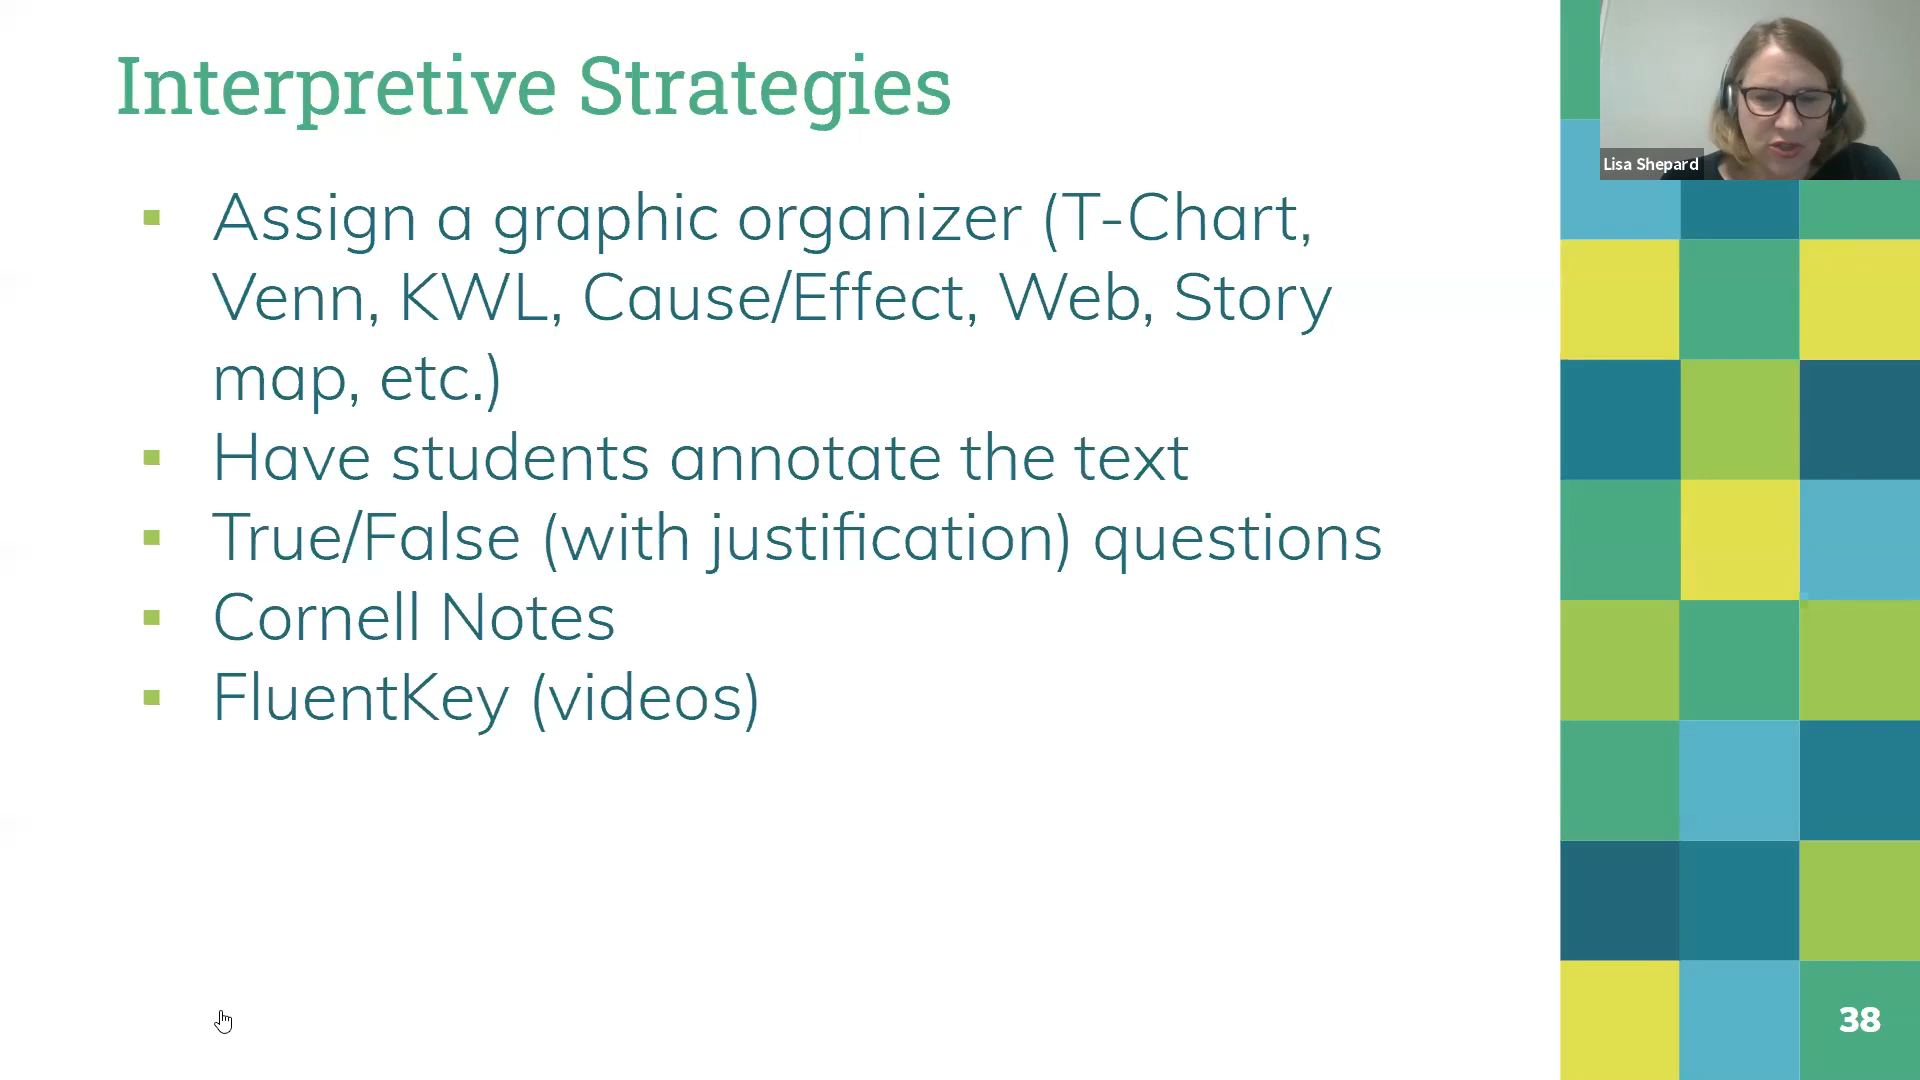 Interpretive Strategies
Lisa Shepard
▪ Assign a graphic organizer (T-Chart,
Venn, KWL, Cause/Effect, Web, Story
map, etc.)
▪ Have students annotate the text
▪ True/False (with justification) questions
▪ Cornell Notes
▪ FluentKey (videos)
38